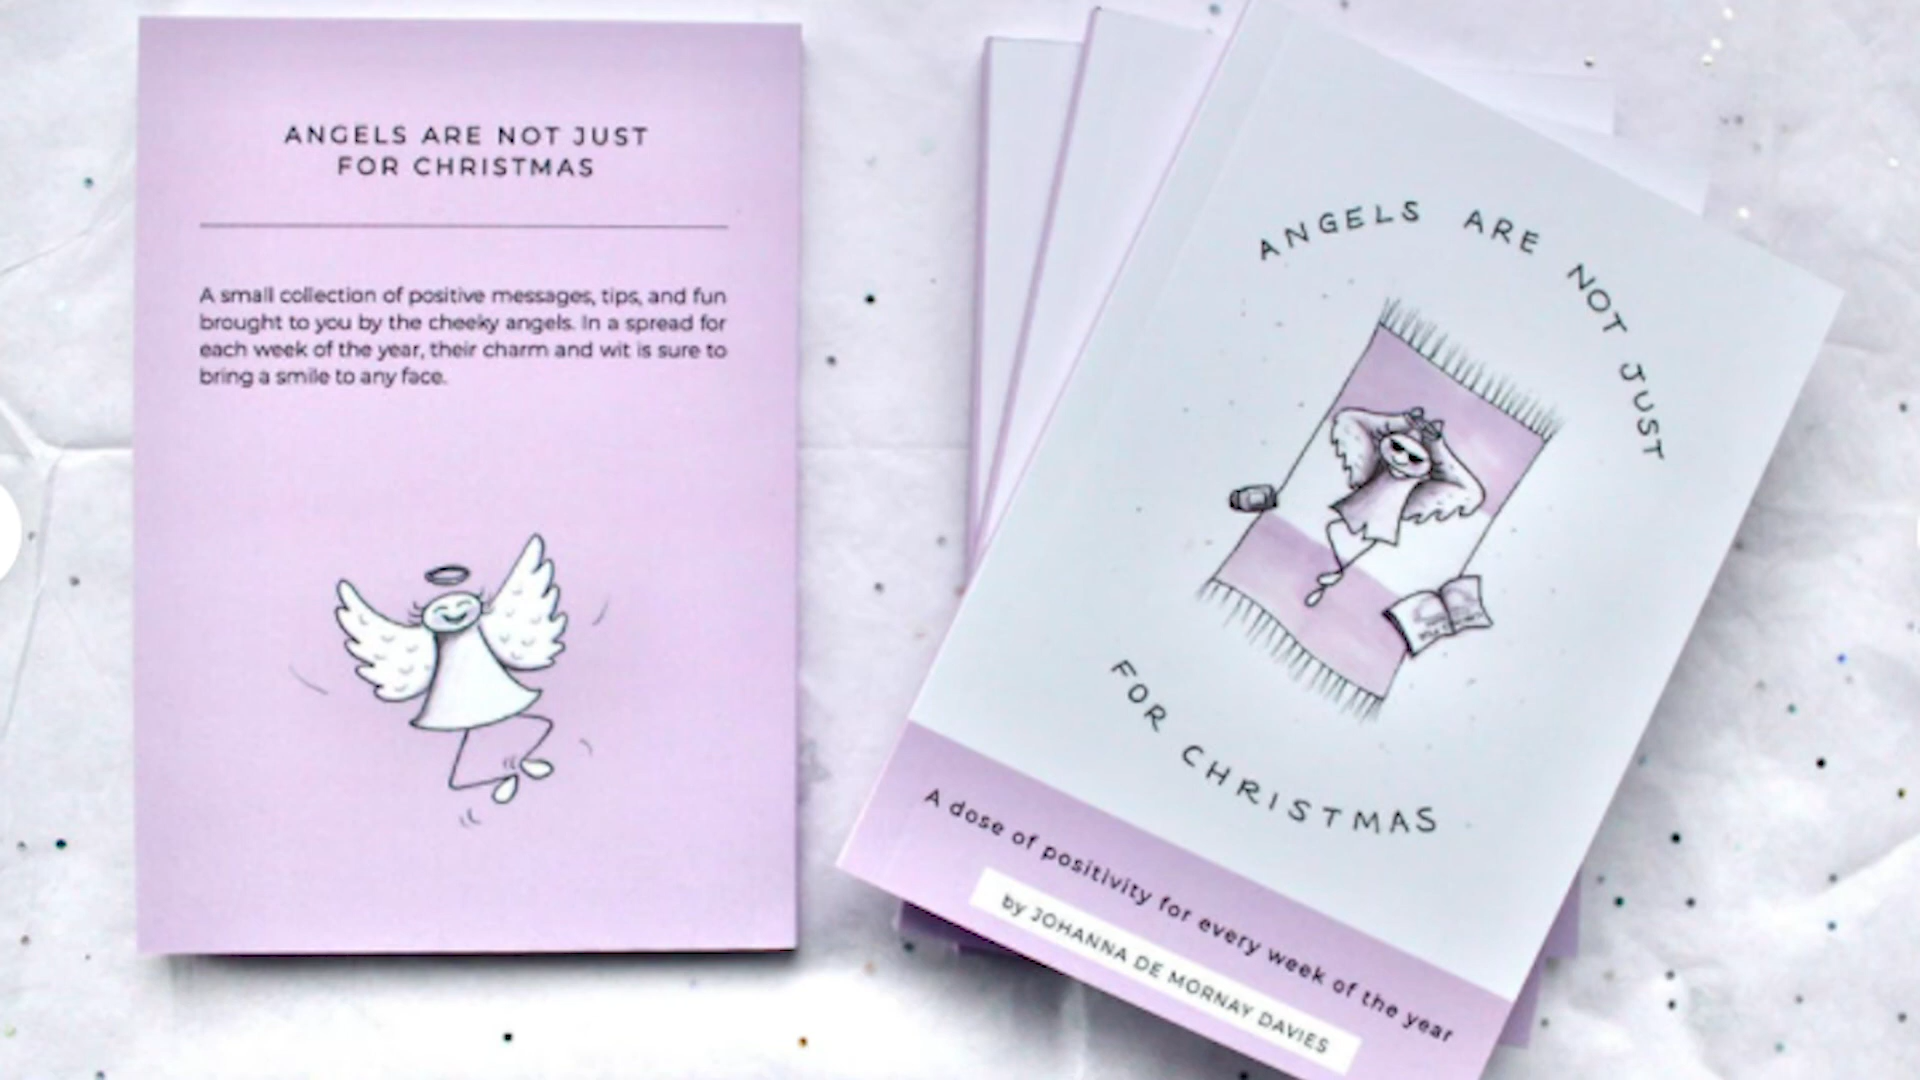 ANGELS ARE NOT JUST
FOR CHRISTMAS
A small collection of positive messages, tips, and fun
brought to you by the cheeky angels. In a spread for
each week of the year, their charm and wit is sure to
bring a smile to any face.
ANGELS ARE NOT JUST
FOR CHRISTMAS
A dose of positivity for every week of the year
by JOHANNA DE MORNAY DAVIES